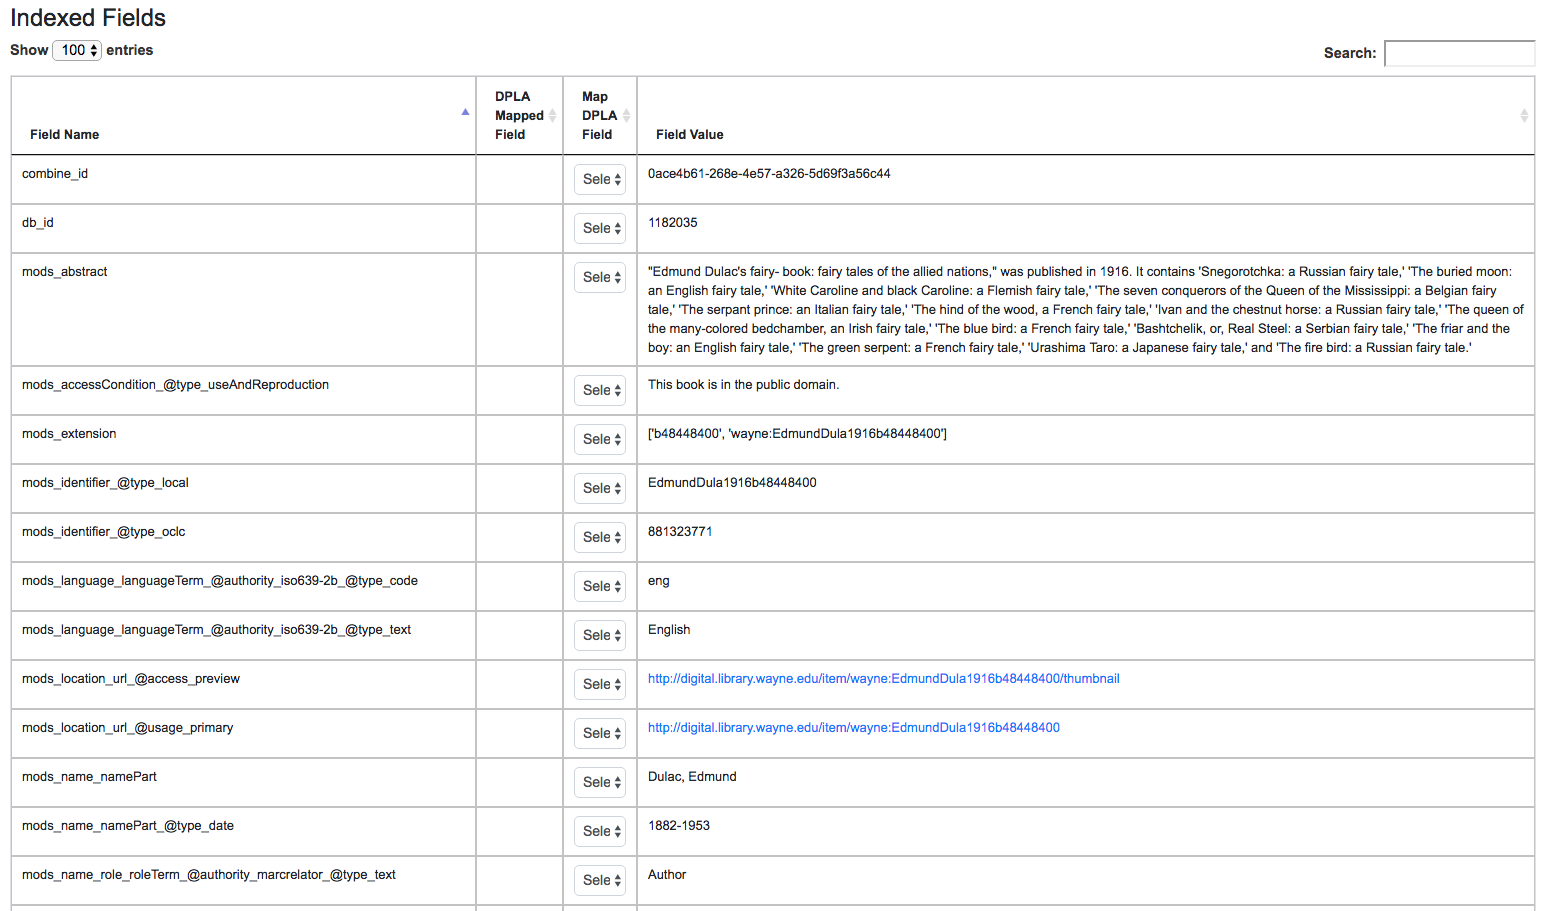 Indexed Fields
Show 100 entries
Search:
Field Name
DPLA
Mapped
Field
Map
DPLA
Field
Field Value
combine_id
Sele
0ace4b61-268e-4e57-a326-5d69f3a56c44
db_id
Sele
1182035
mods_abstract
Sele
"Edmund Dulac's fairy- book: fairy tales of the allied nations," was published in 1916. It contains 'Snegorotchka: a Russian fairy tale,' 'The buried moon:
an English fairy tale,' 'White Caroline and black Caroline: a Flemish fairy tale,' 'The seven conquerors of the Queen of the Mississippi: a Belgian fairy
tale,' 'The serpant prince: an Italian fairy tale,' 'The hind of the wood, a French fairy tale,' 'Ivan and the chestnut horse: a Russian fairy tale,' 'The queen of
the many-colored bedchamber, an Irish fairy tale,' 'The blue bird: a French fairy tale,' 'Bashtchelik, or, Real Steel: a Serbian fairy tale,' 'The friar and the
boy: an English fairy tale,' 'The green serpent: a French fairy tale,' 'Urashima Taro: a Japanese fairy tale,' and 'The fire bird: a Russian fairy tale.'
mods_accessCondition_@type_useAndReproduction
Sele
This book is in the public domain.
mods_extension
Sele
['b48448400', 'wayne:EdmundDula1916b48448400']
mods_identifier_@type_local
Sele
EdmundDula1916b48448400
mods_identifier_@type_oclc
Sele
881323771
mods_language_languageTerm_@authority_iso639-2b_@type_code
Sele
eng
mods_language_languageTerm_@authority_iso639-2b_@type_text
Sele
English
mods_location_url_@access_preview
Sele
http://digital.library.wayne.edu/item/wayne:EdmundDula1916b48448400/thumbnail
mods_location_url_@usage_primary
Sele
http://digital.library.wayne.edu/item/wayne:EdmundDula1916b48448400
mods_name_namePart
Sele
Dulac, Edmund
mods_name_namePart_@type_date
Sele
1882-1953
mods_name_role_roleTerm_@authority_marcrelator_@type_text
Sele
Author